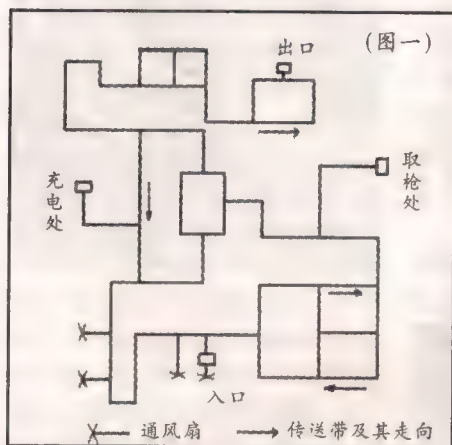 出口
(图一)
充电处
取枪处
入口
通风扇
传送带及其走向